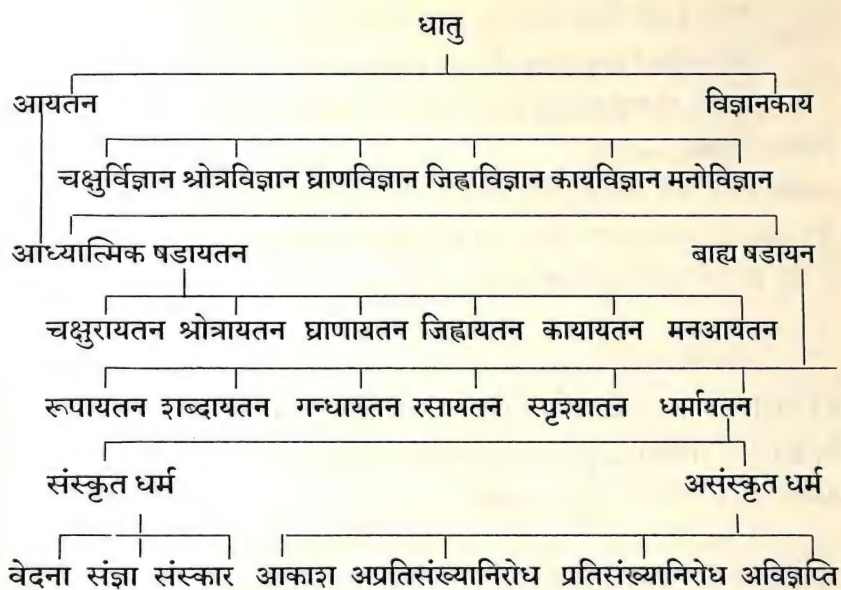 धातु
आयतन विज्ञानकाय
चक्षुर्विज्ञान श्रोत्रविज्ञान घ्राणविज्ञान जिह्वाविज्ञान कायविज्ञान मनोविज्ञान
आध्यात्मिक षडायतन बाह्य षडायन
चक्षुरायतन श्रोत्रायतन घ्राणायतन जिह्वायतन कायायतन मनआयतन
रूपायतन शब्दायतन गन्धायतन रसायतन स्पृश्यातन धर्मायतन
संस्कृत धर्म असंस्कृत धर्म
वेदना संज्ञा संस्कार आकाश अप्रतिसंख्यानिरोध प्रतिसंख्यानिरोध अविज्ञप्ति